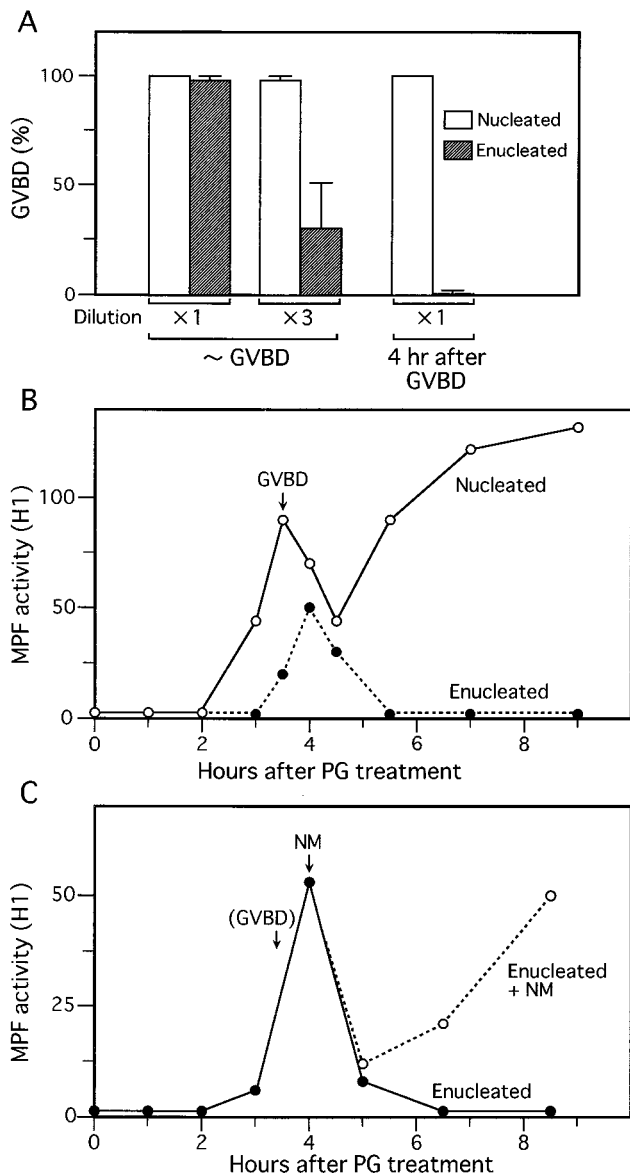 A
GVBD (%)
100
50
0
Nucleated
Enucleated
Dilution ×1 ×3 ×1
~ GVBD
4 hr after
GVBD
B
MPF activity (H1)
100
50
0
GVBD
Nucleated
Enucleated
0 2 4 6 8
Hours after PG treatment
C
MPF activity (H1)
50
25
0
NM
(GVBD)
Enucleated
+ NM
Enucleated
0 2 4 6 8
Hours after PG treatment